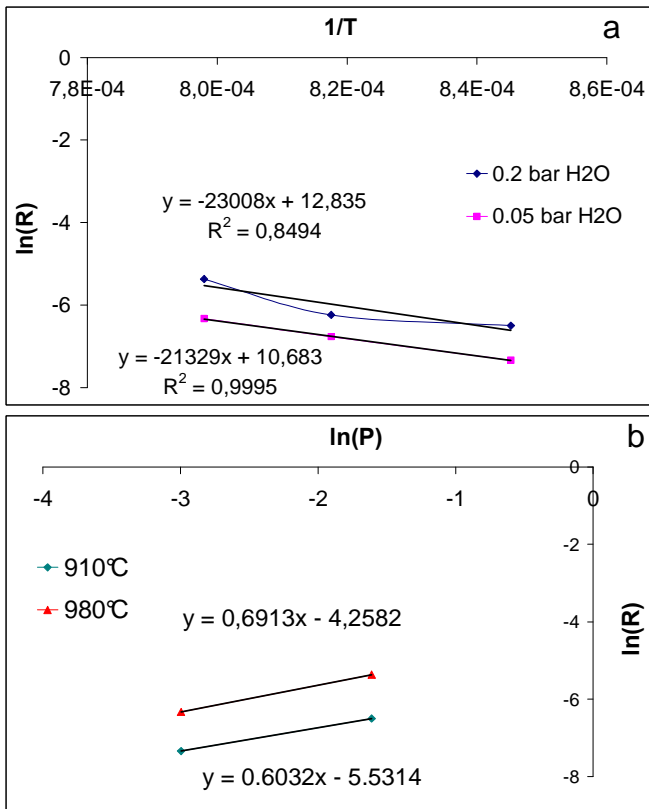 1/T
a
0
7,8E-04 8,0E-04 8,2E-04 8,4E-04 8,6E-04
-2
0.2 bar H2O
ln(R)
-4
y = -23008x + 12,835
R² = 0,8494
0.05 bar H2O
-6
y = -21329x + 10,683
R² = 0,9995
-8
ln(P)
b
0
-4 -3 -2 -1 0
-2
910°C
980°C
y = 0,6913x - 4,2582
-4
ln(R)
-6
y = 0.6032x - 5.5314
-8